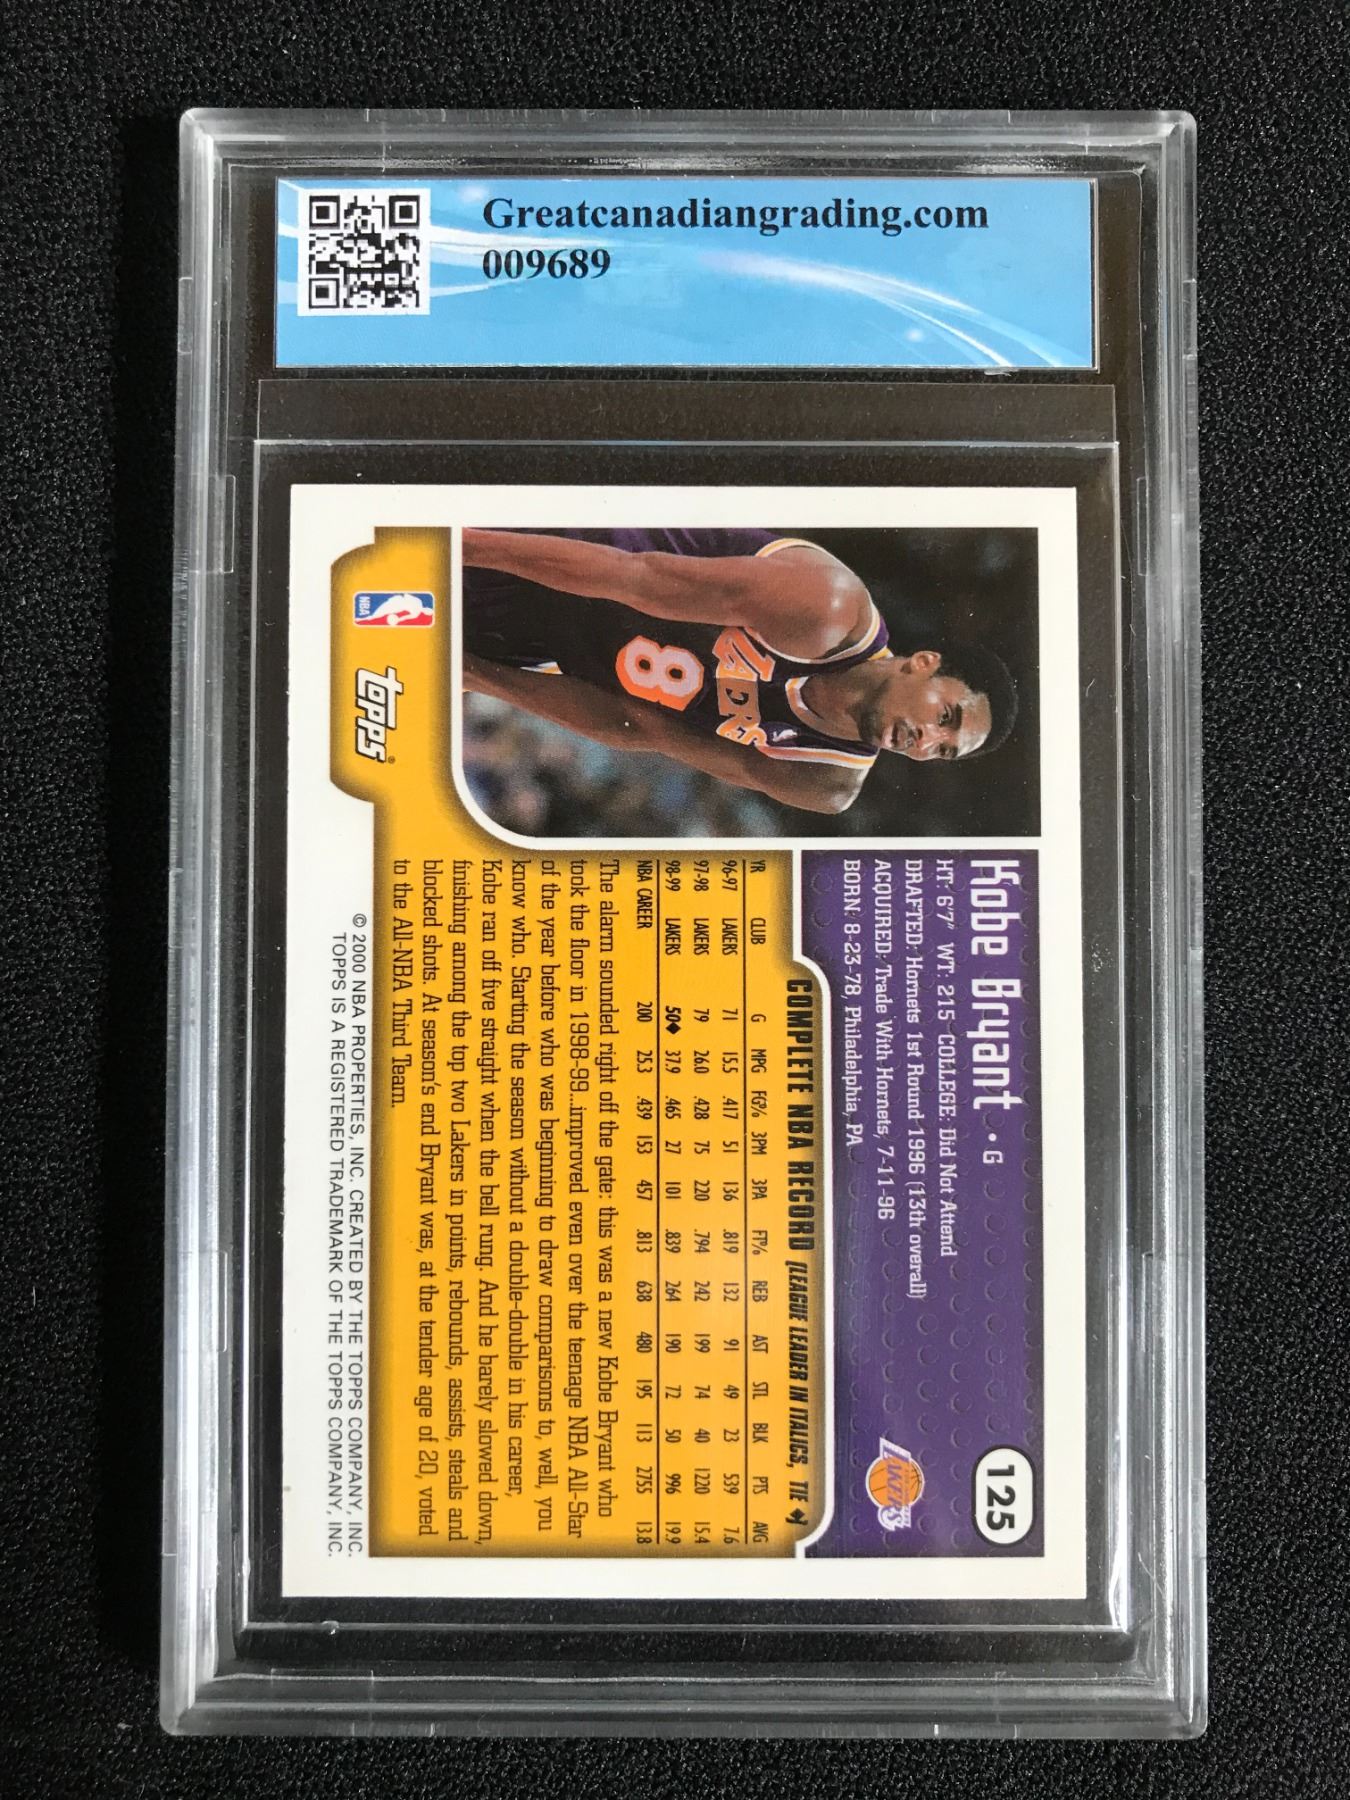 Greatcanadiangrading.com
009689
Kobe Bryant • G
125
HT: 6'7" WT: 215 COLLEGE: Did Not Attend
DRAFTED: Hornets 1st Round 1996 (13th overall)
ACQUIRED: Trade With Hornets, 7-11-96
BORN: 8-23-78, Philadelphia, PA
LAKERS
LAKERS
8
COMPLETE NBA RECORD (LEAGUE LEADER IN ITALICS, TIE ♦)
YR CLUB G MPG FG% 3PM 3PA FT% REB AST STL BLK PTS AVG
96-97 LAKERS 71 15.5 .417 51 136 .819 132 91 49 23 539 7.6
97-98 LAKERS 79 26.0 .428 75 220 .794 242 199 74 40 1220 15.4
98-99 LAKERS 50♦ 37.9 .465 27 101 .839 264 190 72 50 996 19.9
NBA CAREER 200 25.3 .439 153 457 .813 638 480 195 113 2755 13.8
The alarm sounded right off the gate: this was a new Kobe Bryant who
took the floor in 1998-99...improved even over the teenage NBA All-Star
of the year before who was beginning to draw comparisons to, well, you
know who. Starting the season without a double-double in his career,
Kobe ran off five straight when the bell rung. And he barely slowed down,
finishing among the top two Lakers in points, rebounds, assists, steals and
blocked shots. At season's end Bryant was, at the tender age of 20, voted
to the All-NBA Third Team.
NBA
topps®
© 2000 NBA PROPERTIES, INC. CREATED BY THE TOPPS COMPANY, INC.
TOPPS IS A REGISTERED TRADEMARK OF THE TOPPS COMPANY, INC.